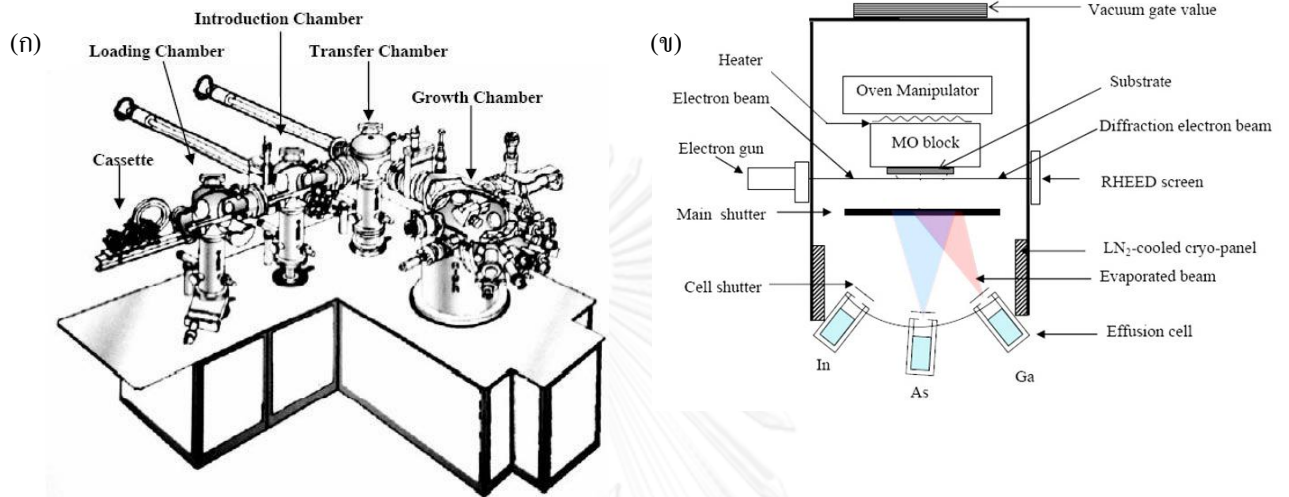 (ก)
Introduction Chamber
Loading Chamber
Transfer Chamber
Growth Chamber
Cassette
(ข)
Vacuum gate value
Heater
Substrate
Oven Manipulator
Electron beam
Diffraction electron beam
MO block
Electron gun
RHEED screen
Main shutter
LN₂-cooled cryo-panel
Cell shutter
Evaporated beam
Effusion cell
In
As
Ga